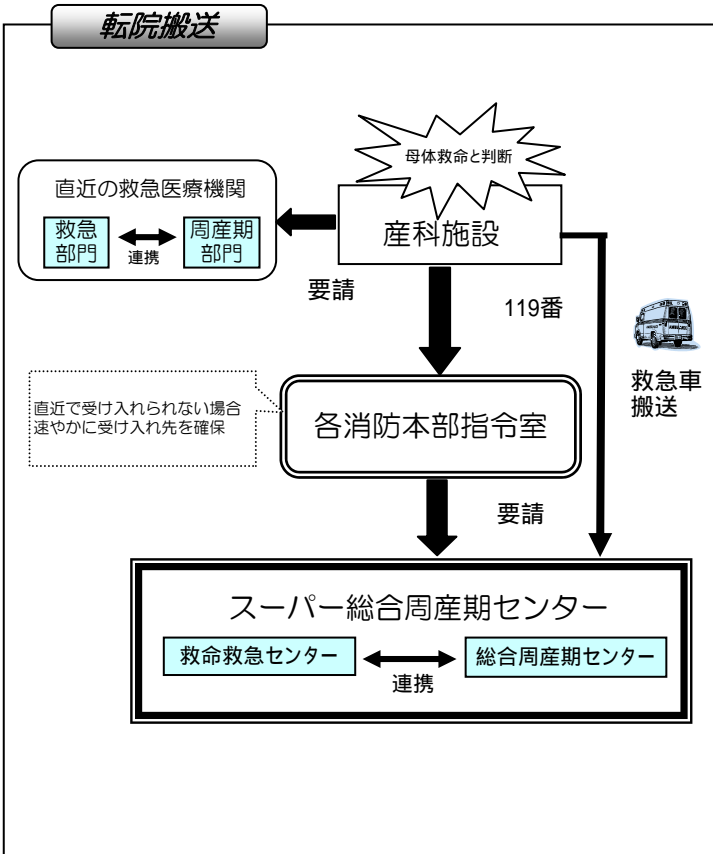 転院搬送
母体救命と判断
直近の救急医療機関
救急
部門
連携
周産期
部門
産科施設
要請
119番
救急車
搬送
直近で受け入れられない場合
速やかに受け入れ先を確保
各消防本部指令室
要請
スーパー総合周産期センター
救命救急センター
連携
総合周産期センター